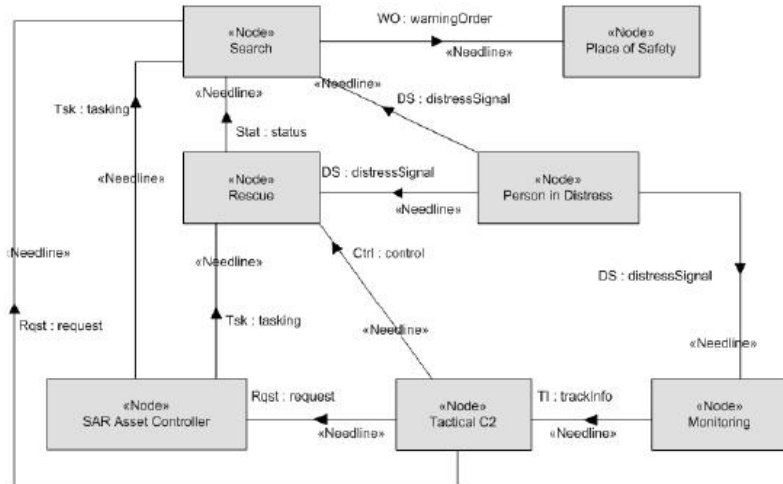 «Node»
Search
WO : warningOrder
«Needline»
«Node»
Place of Safety
«Needline»
«Needline»
DS : distressSignal
Tsk : tasking
Stat : status
«Node»
Rescue
DS : distressSignal
«Needline»
«Node»
Person in Distress
«Needline»
«Needline»
«Needline»
Ctrl : control
DS : distressSignal
Rqst : request
Tsk : tasking
«Needline»
«Needline»
«Node»
SAR Asset Controller
Rqst : request
«Needline»
«Node»
Tactical C2
TI : trackInfo
«Needline»
«Node»
Monitoring